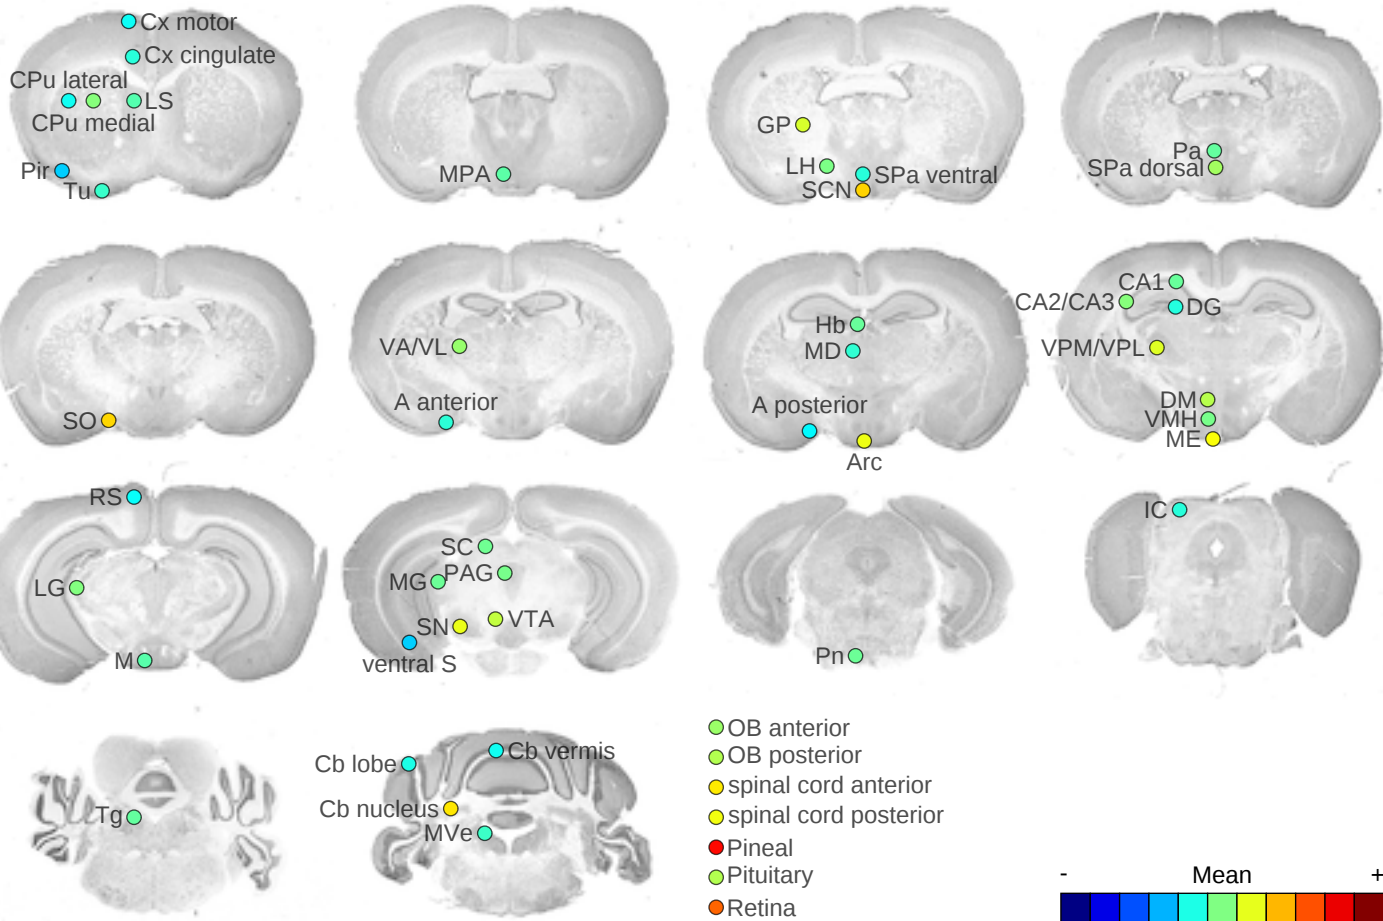 Cx motor
Cx cingulate
CPu lateral
LS
CPu medial
Pir
Tu
MPA
GP
LH
SPa ventral
SCN
Pa
SPa dorsal
SO
VA/VL
A anterior
Hb
MD
A posterior
Arc
CA1
CA2/CA3
DG
VPM/VPL
DM
VMH
ME
RS
LG
M
SC
PAG
MG
VTA
SN
ventral S
Pn
IC
Tg
Cb vermis
Cb lobe
Cb nucleus
MVe
OB anterior
OB posterior
spinal cord anterior
spinal cord posterior
Pineal
Pituitary
Retina
- Mean +